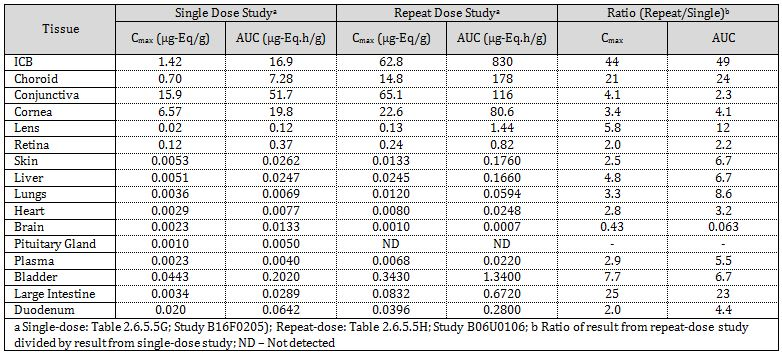 Tissue Single Dose Studyᵃ Repeat Dose Studyᵃ Ratio (Repeat/Single)ᵇ
Cmax (µg-Eq/g) AUC (µg-Eq.h/g) Cmax (µg-Eq/g) AUC (µg-Eq.h/g) Cmax AUC
ICB 1.42 16.9 62.8 830 44 49
Choroid 0.70 7.28 14.8 178 21 24
Conjunctiva 15.9 51.7 65.1 116 4.1 2.3
Cornea 6.57 19.8 22.6 80.6 3.4 4.1
Lens 0.02 0.12 0.13 1.44 5.8 12
Retina 0.12 0.37 0.24 0.82 2.0 2.2
Skin 0.0053 0.0262 0.0133 0.1760 2.5 6.7
Liver 0.0051 0.0247 0.0245 0.1660 4.8 6.7
Lungs 0.0036 0.0069 0.0120 0.0594 3.3 8.6
Heart 0.0029 0.0077 0.0080 0.0248 2.8 3.2
Brain 0.0023 0.0133 0.0010 0.0007 0.43 0.063
Pituitary Gland 0.0010 0.0050 ND ND - -
Plasma 0.0023 0.0040 0.0068 0.0220 2.9 5.5
Bladder 0.0443 0.2020 0.3430 1.3400 7.7 6.7
Large Intestine 0.0034 0.0289 0.0832 0.6720 25 23
Duodenum 0.020 0.0642 0.0396 0.2800 2.0 4.4
a Single-dose: Table 2.6.5.5G; Study B16F0205); Repeat-dose: Table 2.6.5.5H; Study B06U0106; b Ratio of result from repeat-dose study
divided by result from single-dose study; ND – Not detected